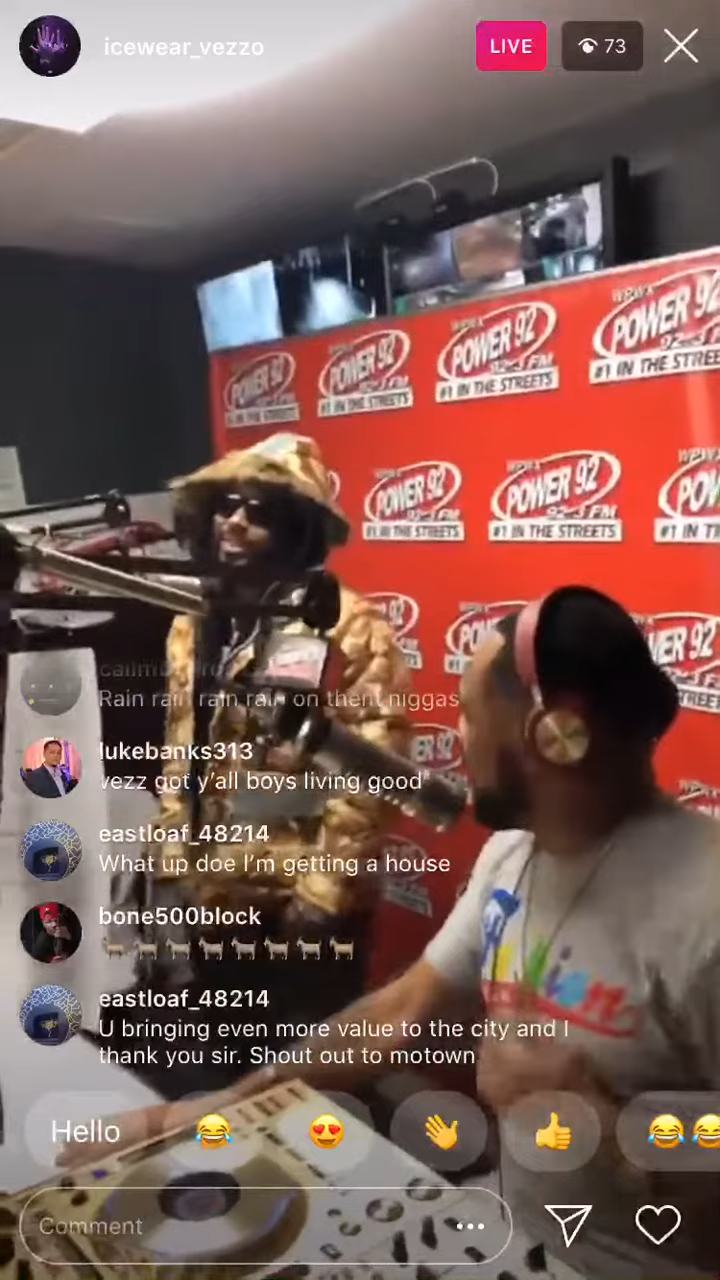 icewear_vezzo
LIVE
73
WPWX
POWER 92
92.3 FM
#1 IN THE STREETS
Rain rain rain rain on them niggas
lukebanks313
vezz got y'all boys living good
eastloaf_48214
What up doe I'm getting a house
bone500block
🐐🐐🐐🐐🐐🐐🐐🐐
eastloaf_48214
U bringing even more value to the city and I
thank you sir. Shout out to motown
Hello 😂 😍 👋 👍 😂😂
Comment